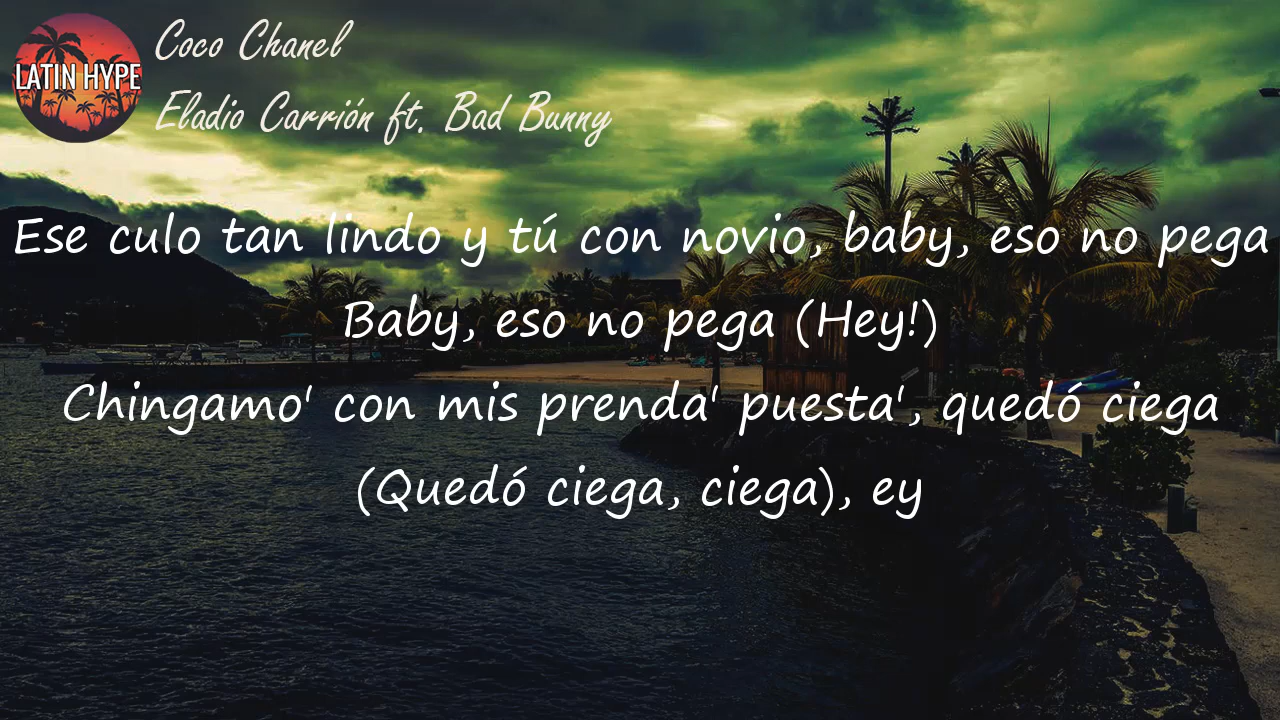 LATIN HYPE
Coco Chanel
Eladio Carrión ft. Bad Bunny
Ese culo tan lindo y tú con novio, baby, eso no pega
Baby, eso no pega (Hey!)
Chingamo' con mis prenda' puesta', quedó ciega
(Quedó ciega, ciega), ey